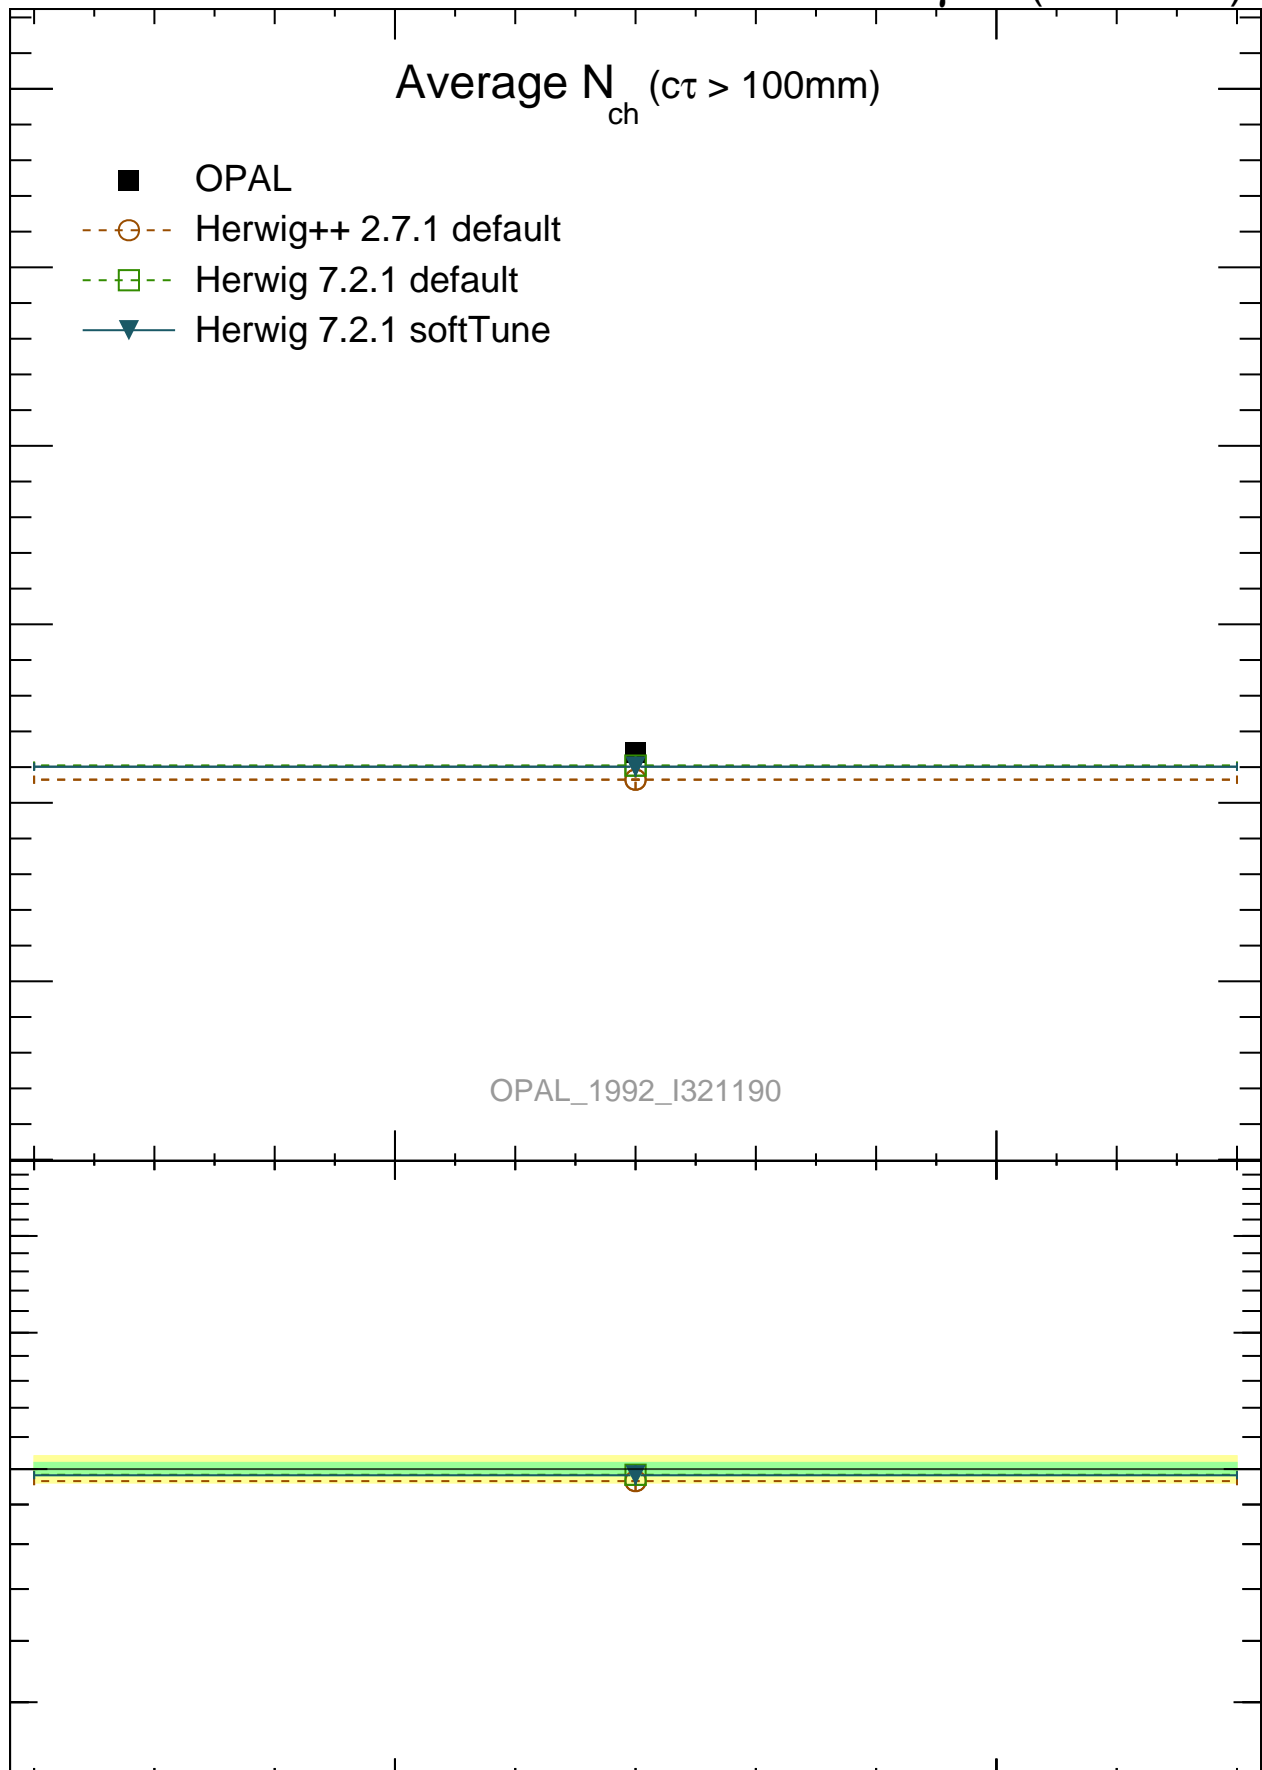 Average N_ch (cτ > 100mm)
OPAL
Herwig++ 2.7.1 default
Herwig 7.2.1 default
Herwig 7.2.1 softTune
OPAL_1992_I321190